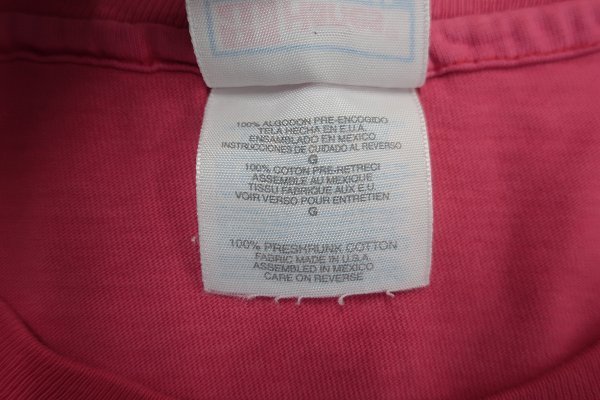 100% ALGODON PRE-ENCOGIDO
TELA HECHA EN E.U.A.
ENSAMBLADO EN MEXICO
INSTRUCCIONES DE CUIDADO AL REVERSO
G
100% COTON PRE-RETRECI
ASSEMBLE AU MEXIQUE
TISSU FABRIQUE AUX E.U.
VOIR VERSO POUR ENTRETIEN
G
100% PRESHRUNK COTTON
FABRIC MADE IN U.S.A.
ASSEMBLED IN MEXICO
CARE ON REVERSE